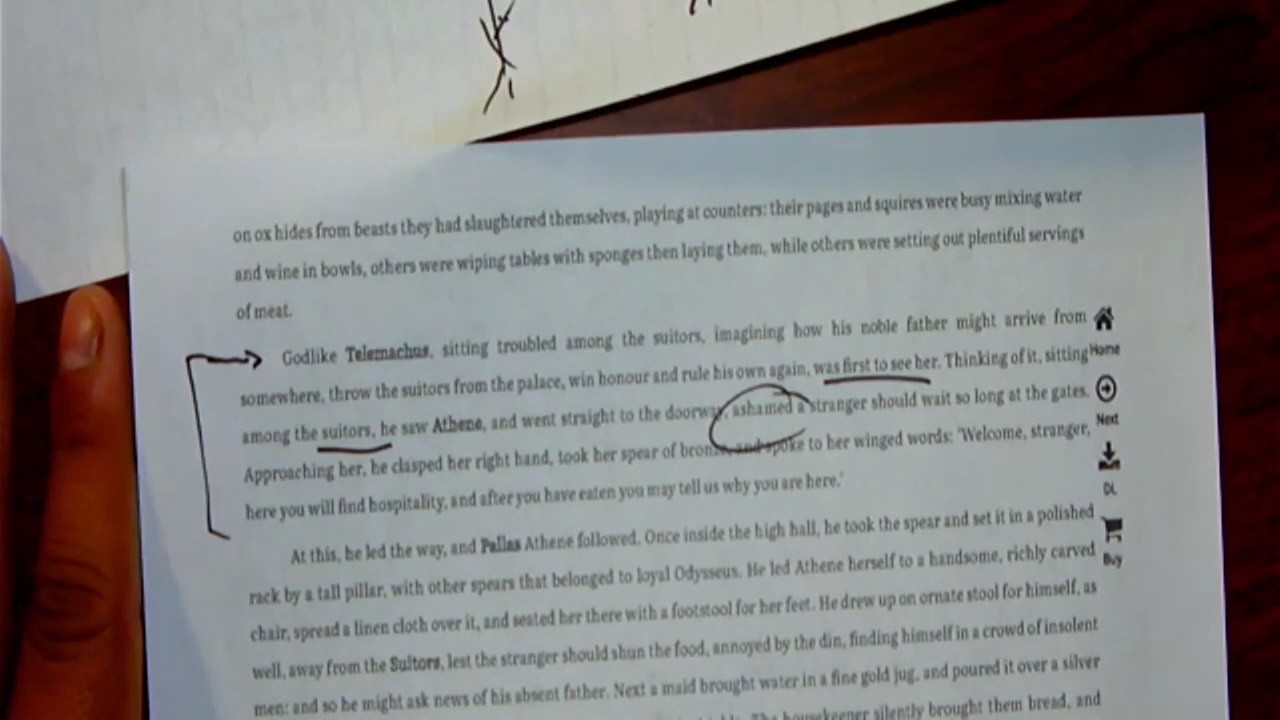 on ox hides from beasts they had slaughtered themselves, playing at counters: their pages and squires were busy mixing water
and wine in bowls, others were wiping tables with sponges then laying them, while others were setting out plentiful servings
of meat.
Godlike Telemachus, sitting troubled among the suitors, imagining how his noble father might arrive from
somewhere, throw the suitors from the palace, win honour and rule his own again, was first to see her. Thinking of it, sitting
among the suitors, he saw Athene, and went straight to the doorway, ashamed a stranger should wait so long at the gates.
Approaching her, he clasped her right hand, took her spear of bronze, and spoke to her winged words: 'Welcome, stranger,
here you will find hospitality, and after you have eaten you may tell us why you are here.'
At this, he led the way, and Pallas Athene followed. Once inside the high hall, he took the spear and set it in a polished
rack by a tall pillar, with other spears that belonged to loyal Odysseus. He led Athene herself to a handsome, richly carved
chair, spread a linen cloth over it, and seated her there with a footstool for her feet. He drew up on ornate stool for himself, as
well, away from the Suitors, lest the stranger should shun the food, annoyed by the din, finding himself in a crowd of insolent
men: and so he might ask news of his absent father. Next a maid brought water in a fine gold jug, and poured it over a silver
The housekeeper silently brought them bread, and
Home
Next
DL
Buy